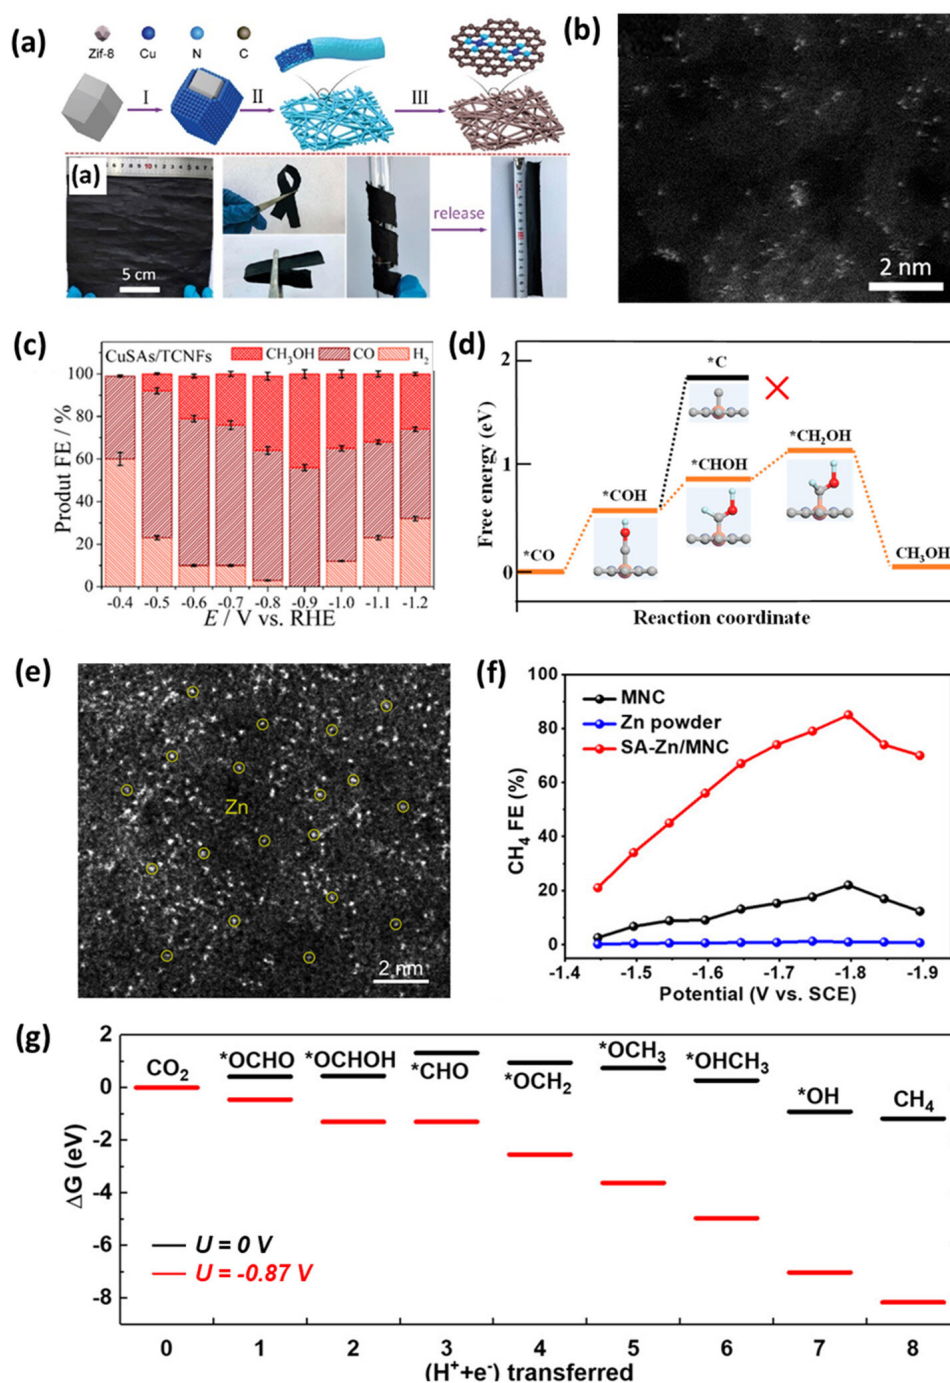 (a)
Zif-8 Cu N C
I II III
(a)
10
5 cm
release
(b)
2 nm
(c)
CuSAs/TCNFs
CH₃OH CO H₂
Produt FE / %
100
80
60
40
20
0
-0.4 -0.5 -0.6 -0.7 -0.8 -0.9 -1.0 -1.1 -1.2
E / V vs. RHE
(d)
Free energy (eV)
2
1
0
*C
*CH₂OH
*CHOH
*COH
*CO
CH₃OH
Reaction coordinate
(e)
Zn
2 nm
(f)
MNC
Zn powder
SA-Zn/MNC
CH₄ FE (%)
100
80
60
40
20
0
-1.4 -1.5 -1.6 -1.7 -1.8 -1.9
Potential (V vs. SCE)
(g)
ΔG (eV)
2
0
-2
-4
-6
-8
CO₂ *OCHO *OCHOH *CHO *OCH₂ *OCH₃ *OHCH₃ *OH CH₄
U = 0 V
U = -0.87 V
0 1 2 3 4 5 6 7 8
(H⁺+e⁻) transferred